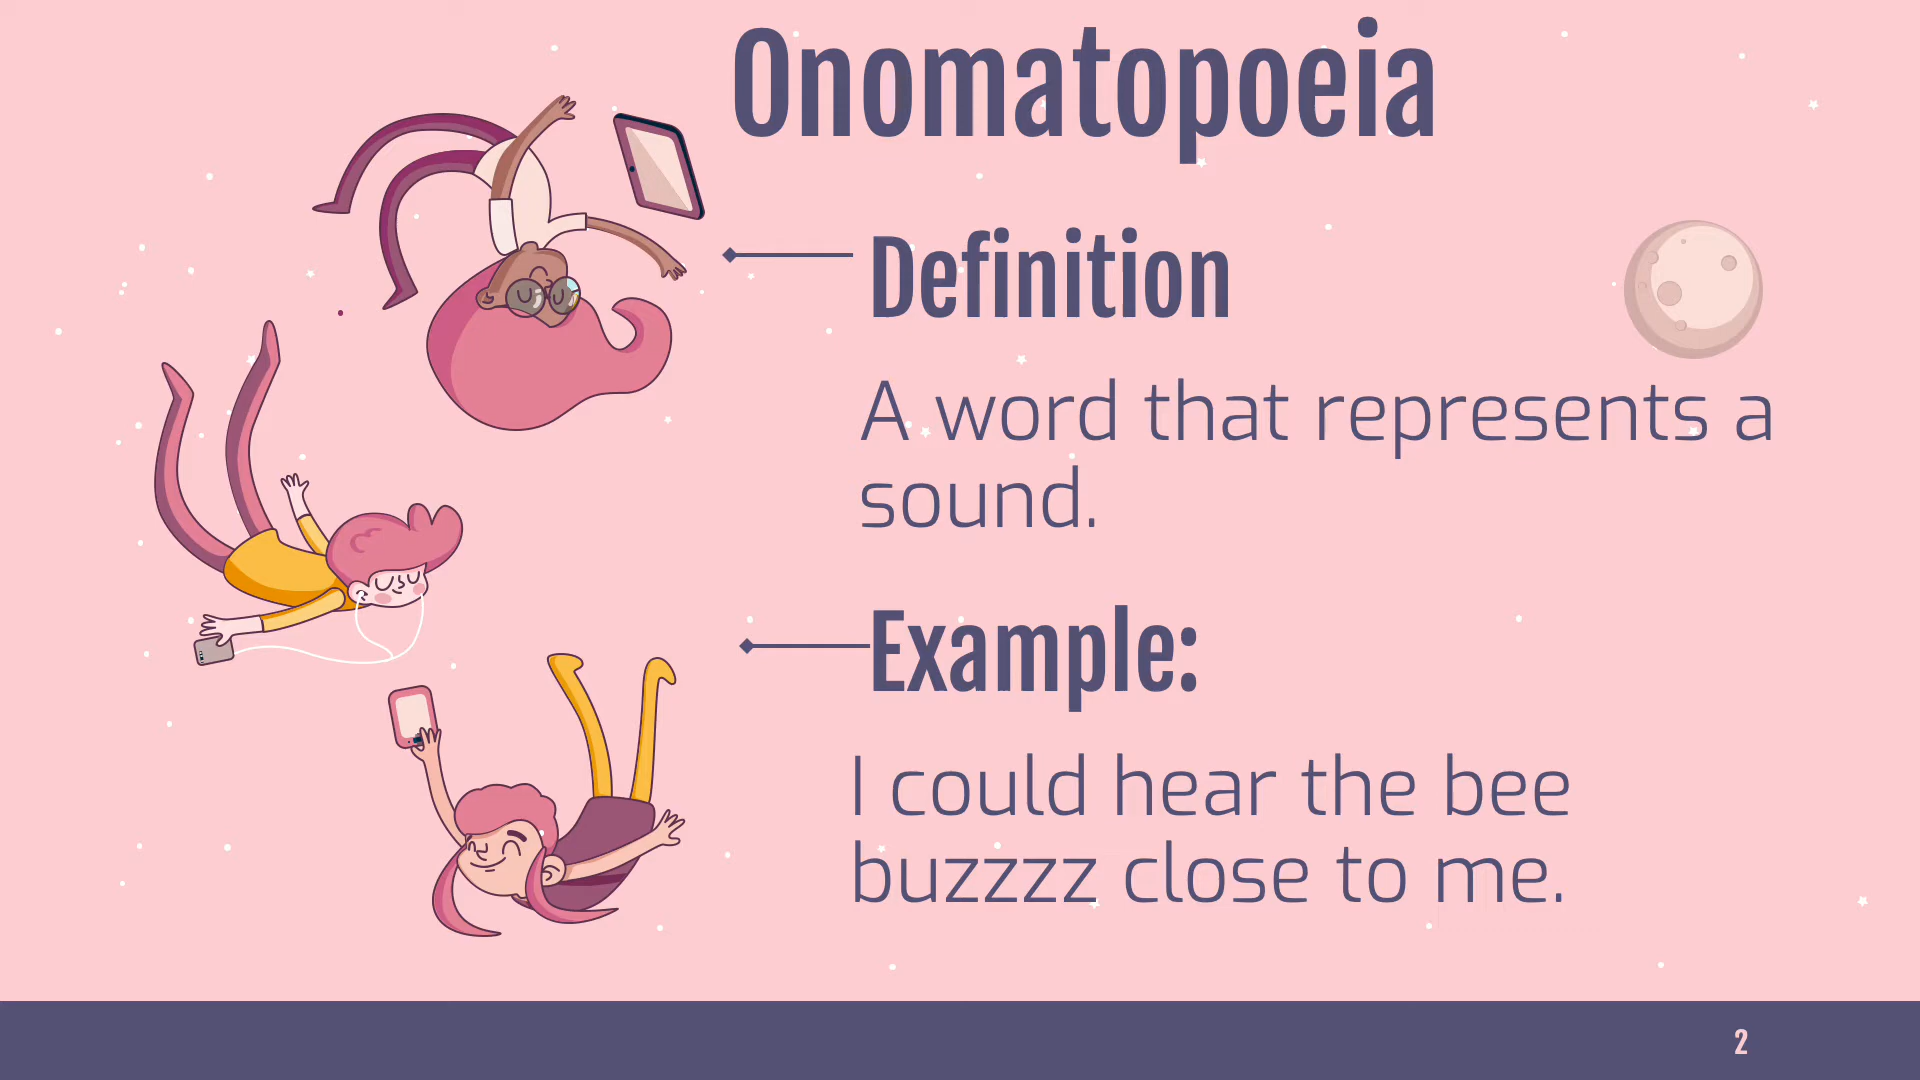 Onomatopoeia
Definition
A word that represents a
sound.
Example:
I could hear the bee
buzzzz close to me.
2